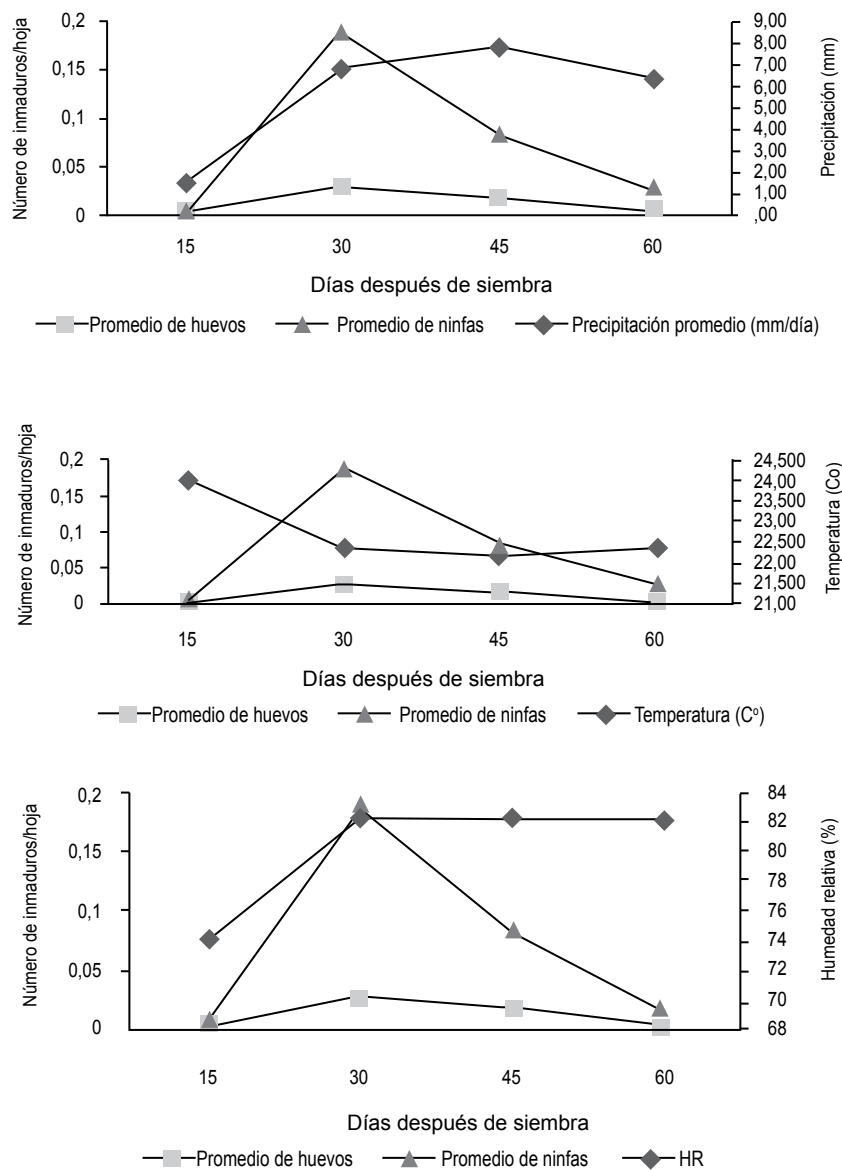 Número de inmaduros/hoja
0,2
0,15
0,1
0,05
0
9,00
8,00
7,00
6,00
5,00
4,00
3,00
2,00
1,00
,00
Precipitación (mm)
15 30 45 60
Días después de siembra
Promedio de huevos Promedio de ninfas Precipitación promedio (mm/día)
Número de inmaduros/hoja
0,2
0,15
0,1
0,05
0
24,500
24,00
23,500
23,00
22,500
22,00
21,500
21,00
Temperatura (Co)
15 30 45 60
Días después de siembra
Promedio de huevos Promedio de ninfas Temperatura (Cº)
Número de inmaduros/hoja
0,2
0,15
0,1
0,05
0
84
82
78
76
74
72
70
68
Humedad relativa (%)
15 30 45 60
Días después de siembra
Promedio de huevos Promedio de ninfas HR